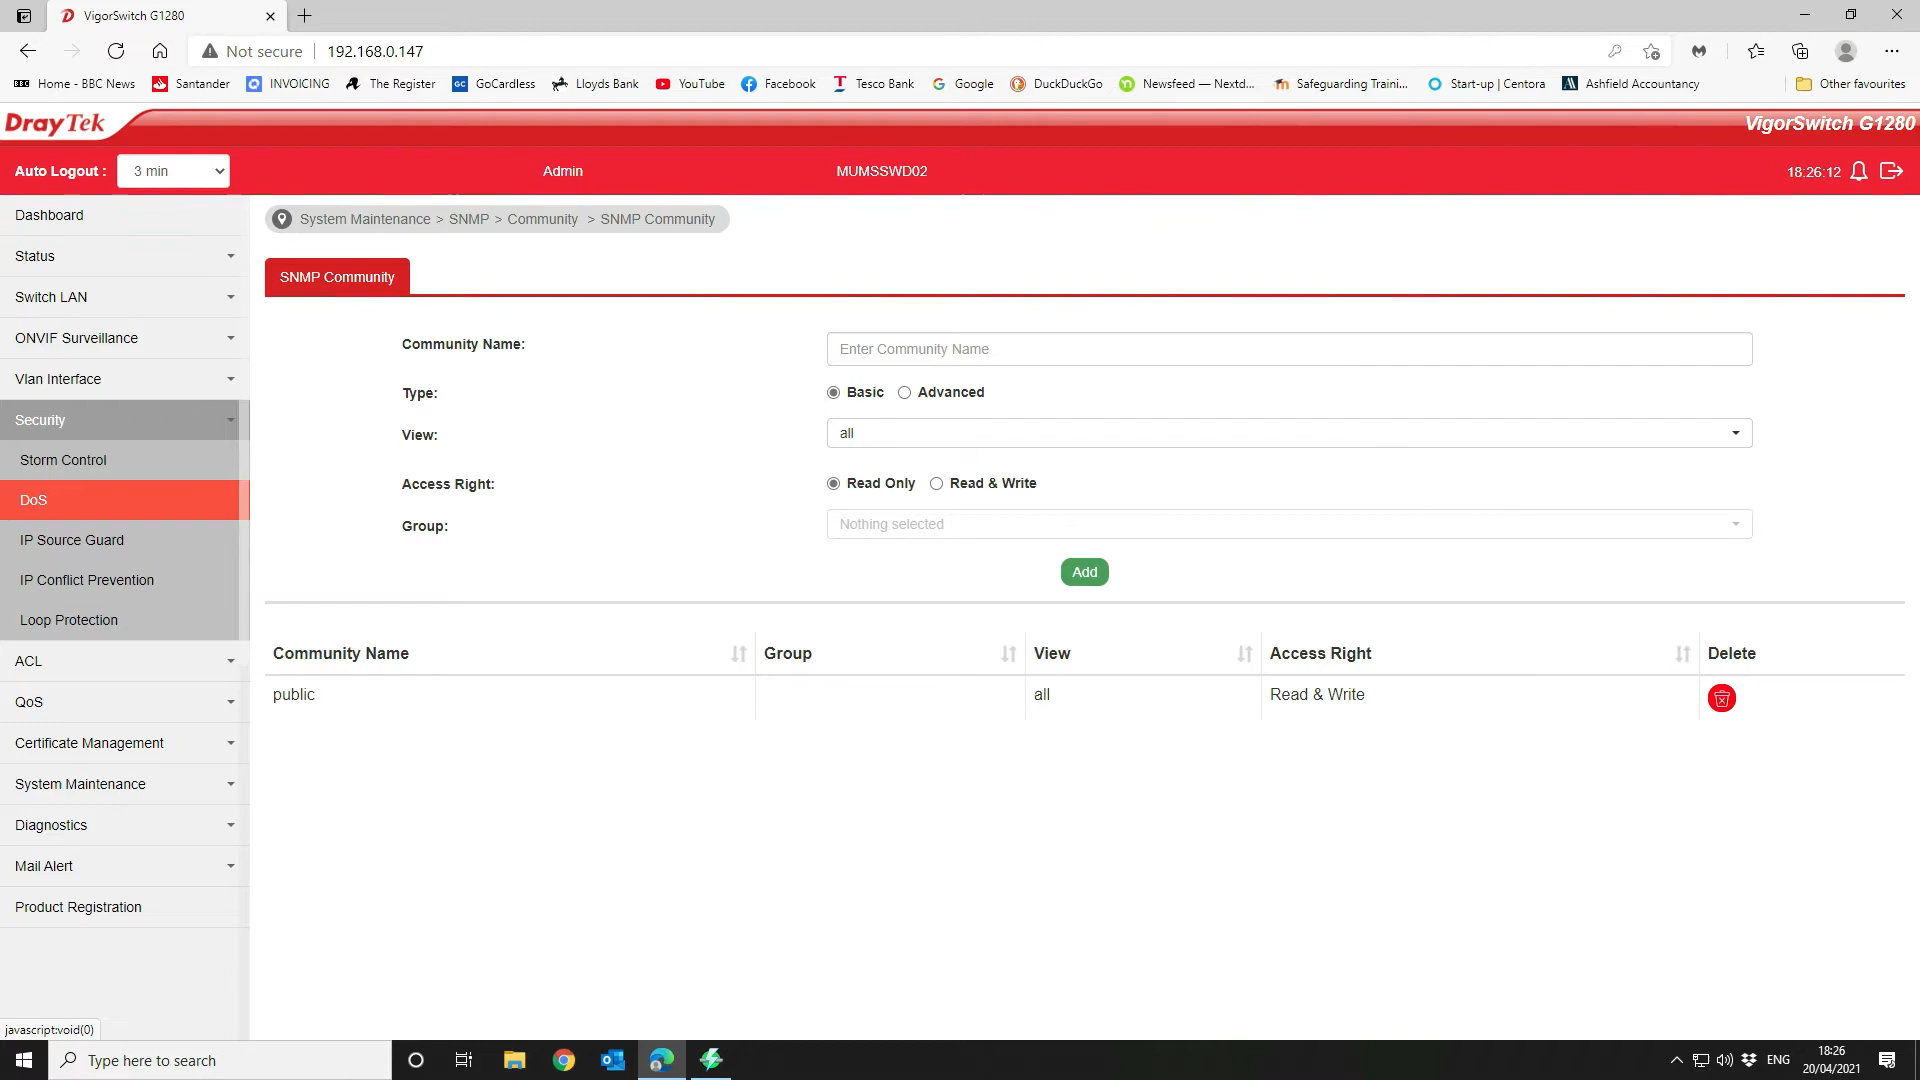 VigorSwitch G1280
Not secure
192.168.0.147
BBC Home - BBC News
Santander
INVOICING
The Register
GC GoCardless
Lloyds Bank
YouTube
Facebook
Tesco Bank
Google
DuckDuckGo
Newsfeed — Nextd...
Safeguarding Traini...
Start-up | Centora
Ashfield Accountancy
Other favourites
DrayTek
VigorSwitch G1280
Auto Logout :
3 min
Admin
MUMSSWD02
18:26:12
Dashboard
Status
Switch LAN
ONVIF Surveillance
Vlan Interface
Security
Storm Control
DoS
IP Source Guard
IP Conflict Prevention
Loop Protection
ACL
QoS
Certificate Management
System Maintenance
Diagnostics
Mail Alert
Product Registration
System Maintenance > SNMP > Community > SNMP Community
SNMP Community
Community Name:
Enter Community Name
Type:
Basic
Advanced
View:
all
Access Right:
Read Only
Read & Write
Group:
Nothing selected
Add
Community Name
Group
View
Access Right
Delete
public
all
Read & Write
javascript:void(0)
Type here to search
ENG
18:26
20/04/2021